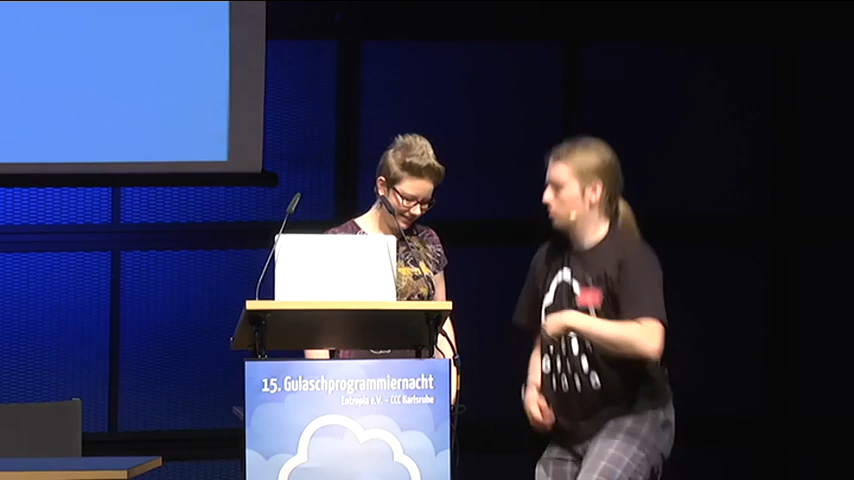 15. Gulaschprogrammiernacht
Entropia e.V. – CCC Karlsruhe